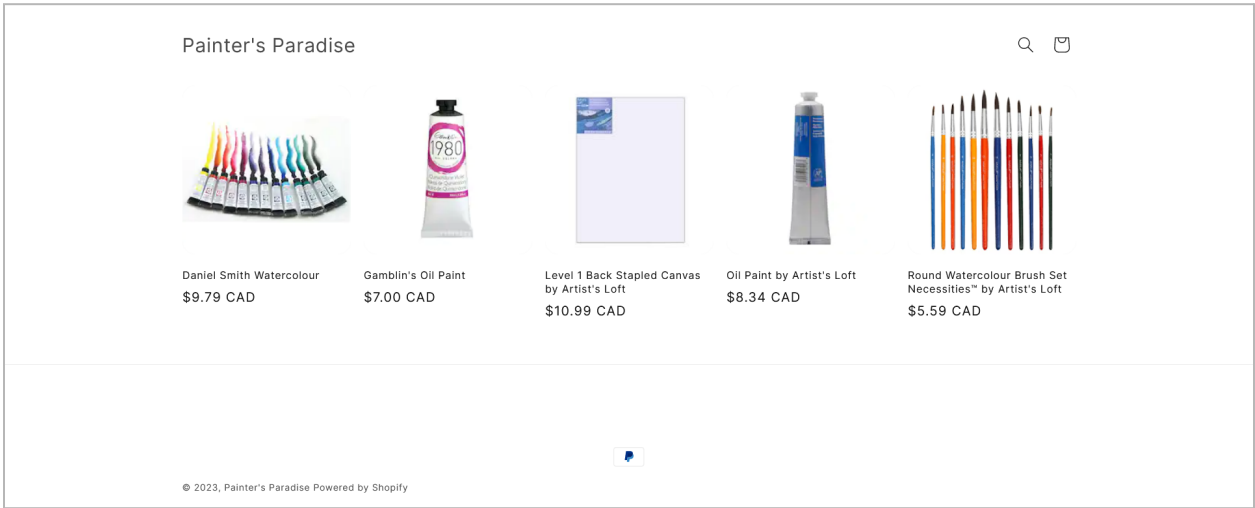 Painter's Paradise
1980
Daniel Smith Watercolour
$9.79 CAD
Gamblin's Oil Paint
$7.00 CAD
Level 1 Back Stapled Canvas
by Artist's Loft
$10.99 CAD
Oil Paint by Artist's Loft
$8.34 CAD
Round Watercolour Brush Set
Necessities™ by Artist's Loft
$5.59 CAD
© 2023, Painter's Paradise Powered by Shopify